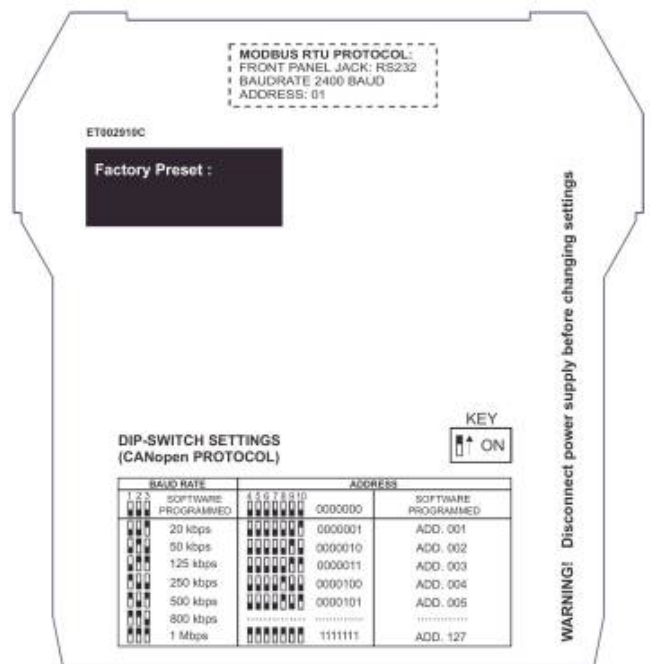 MODBUS RTU PROTOCOL:
FRONT PANEL JACK: RS232
BAUDRATE 2400 BAUD
ADDRESS: 01
ET002910C
Factory Preset :
WARNING! Disconnect power supply before changing settings
KEY
ON
DIP-SWITCH SETTINGS
(CANopen PROTOCOL)
BAUD RATE ADDRESS
1 2 3 SOFTWARE PROGRAMMED 4 5 6 7 8 9 10 0000000 SOFTWARE PROGRAMMED
20 kbps 0000001 ADD. 001
50 kbps 0000010 ADD. 002
125 kbps 0000011 ADD. 003
250 kbps 0000100 ADD. 004
500 kbps 0000101 ADD. 005
800 kbps ............ ............
1 Mbps 1111111 ADD. 127